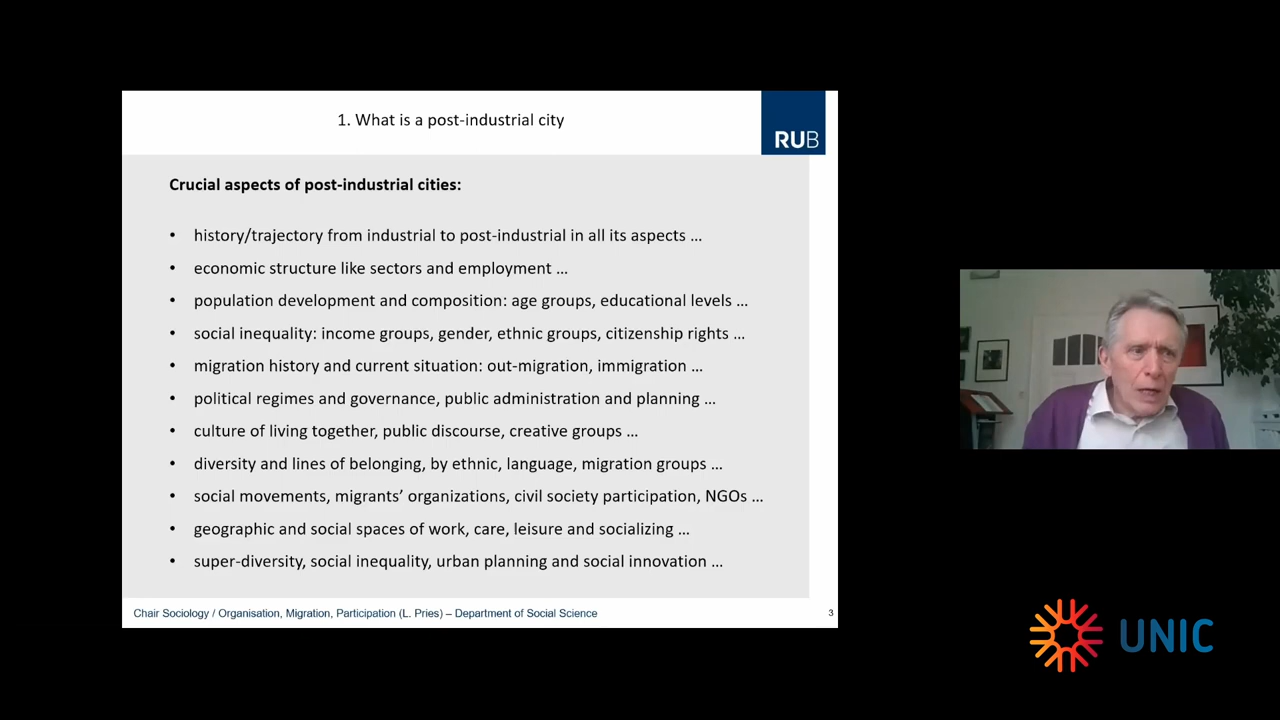 1. What is a post-industrial city
RUB
Crucial aspects of post-industrial cities:
• history/trajectory from industrial to post-industrial in all its aspects ...
• economic structure like sectors and employment ...
• population development and composition: age groups, educational levels ...
• social inequality: income groups, gender, ethnic groups, citizenship rights ...
• migration history and current situation: out-migration, immigration ...
• political regimes and governance, public administration and planning ...
• culture of living together, public discourse, creative groups ...
• diversity and lines of belonging, by ethnic, language, migration groups ...
• social movements, migrants’ organizations, civil society participation, NGOs ...
• geographic and social spaces of work, care, leisure and socializing ...
• super-diversity, social inequality, urban planning and social innovation ...
Chair Sociology / Organisation, Migration, Participation (L. Pries) – Department of Social Science
3
UNIC